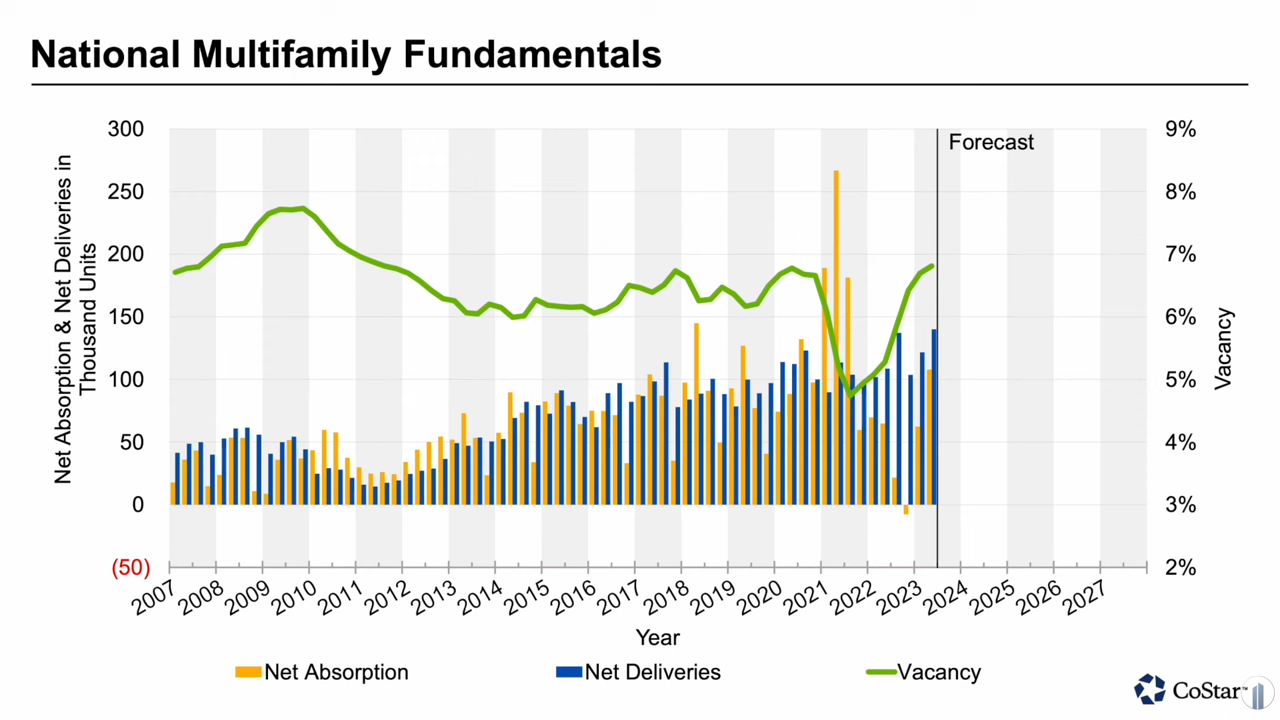 National Multifamily Fundamentals
Net Absorption & Net Deliveries in
Thousand Units
300
250
200
150
100
50
0
(50)
Forecast
9%
8%
7%
6%
5%
4%
3%
2%
Vacancy
2007 2008 2009 2010 2011 2012 2013 2014 2015 2016 2017 2018 2019 2020 2021 2022 2023 2024 2025 2026 2027
Year
Net Absorption Net Deliveries Vacancy
CoStar™